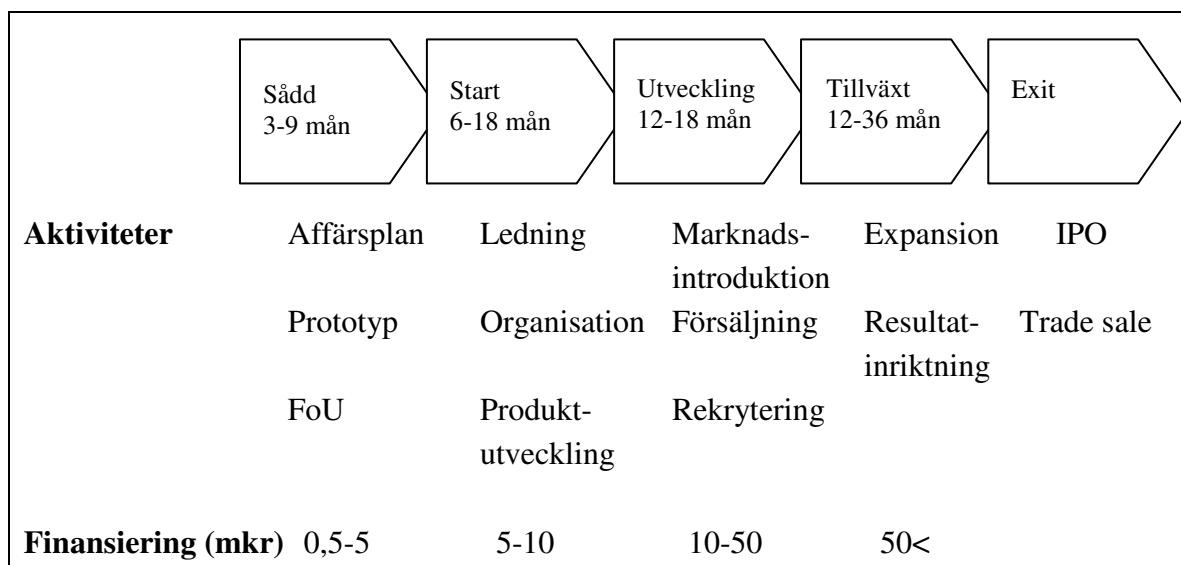 Sådd Start Utveckling Tillväxt Exit
3-9 mån 6-18 mån 12-18 mån 12-36 mån
Aktiviteter Affärsplan Ledning Marknads- Expansion IPO
introduktion
Prototyp Organisation Försäljning Resultat- Trade sale
inriktning
FoU Produkt- Rekrytering
utveckling
Finansiering (mkr) 0,5-5 5-10 10-50 50<